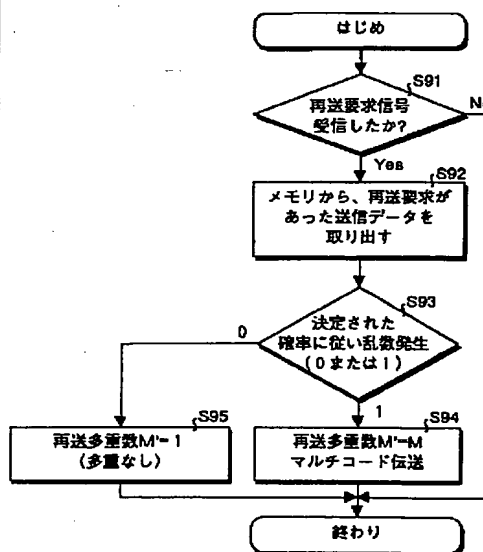 はじめ
S91
再送要求信号
受信したか?
Yes
S92
メモリから、再送要求が
あった送信データを
取り出す
S93
決定された
確率に従い乱数発生
(0または1)
0
1
S95
再送多重数M'=1
(多重なし)
S94
再送多重数M'=M
マルチコード伝送
終わり